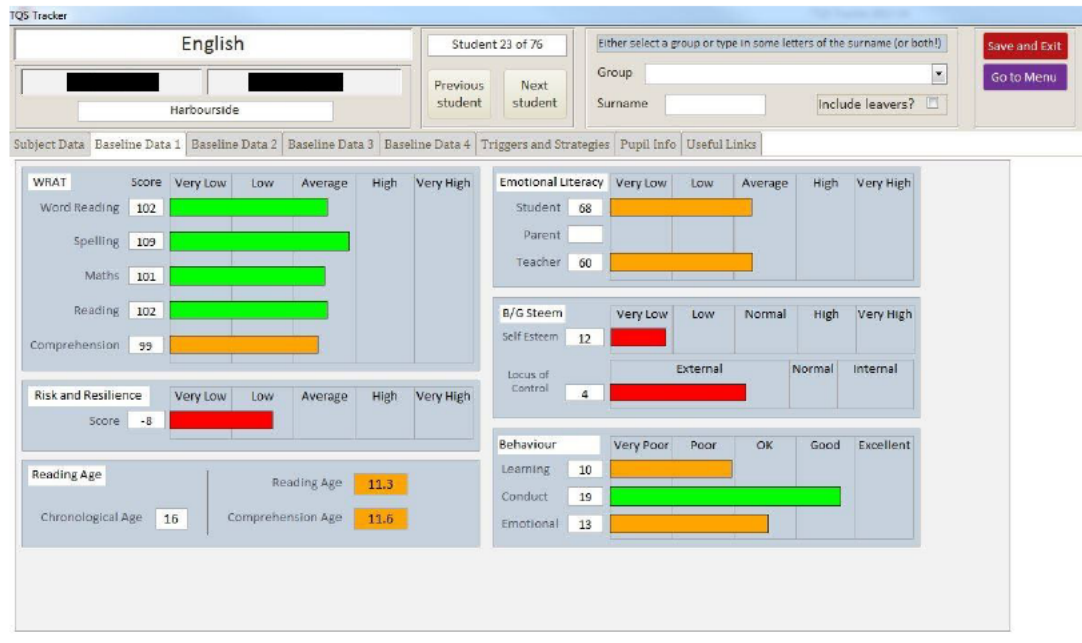 TQS Tracker
English
Harbourside
Student 23 of 76
Previous student
Next student
Either select a group or type in some letters of the surname (or both!)
Group
Surname
Include leavers?
Save and Exit
Go to Menu
Subject Data Baseline Data 1 Baseline Data 2 Baseline Data 3 Baseline Data 4 Triggers and Strategies Pupil Info Useful Links
WRAT Score Very Low Low Average High Very High
Word Reading 102
Spelling 109
Maths 101
Reading 102
Comprehension 99
Risk and Resilience Very Low Low Average High Very High
Score -8
Reading Age
Chronological Age 16
Reading Age 11.3
Comprehension Age 11.6
Emotional Literacy Very Low Low Average High Very High
Student 68
Parent
Teacher 60
B/G Steem Very Low Low Normal High Very High
Self Esteem 12
External Normal Internal
Locus of Control 4
Behaviour Very Poor Poor OK Good Excellent
Learning 10
Conduct 19
Emotional 13